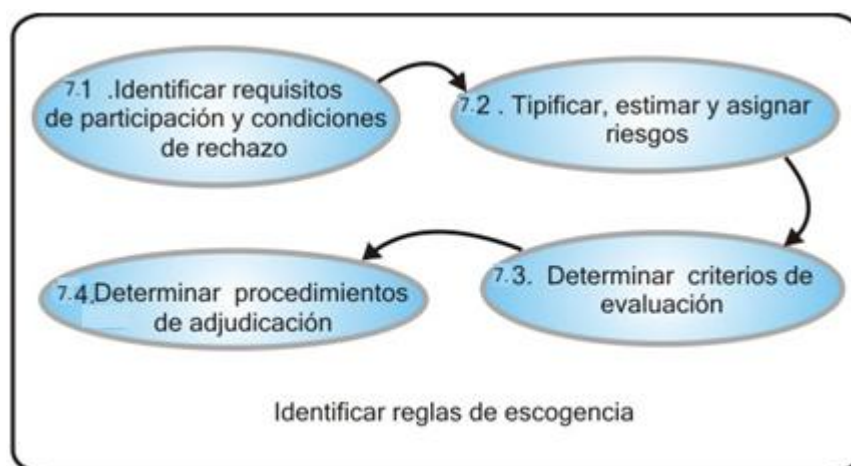 7.1 .Identificar requisitos
de participación y condiciones
de rechazo
7.2 . Tipificar, estimar y asignar
riesgos
7.3. Determinar criterios de
evaluación
7.4.Determinar procedimientos
de adjudicación
Identificar reglas de escogencia